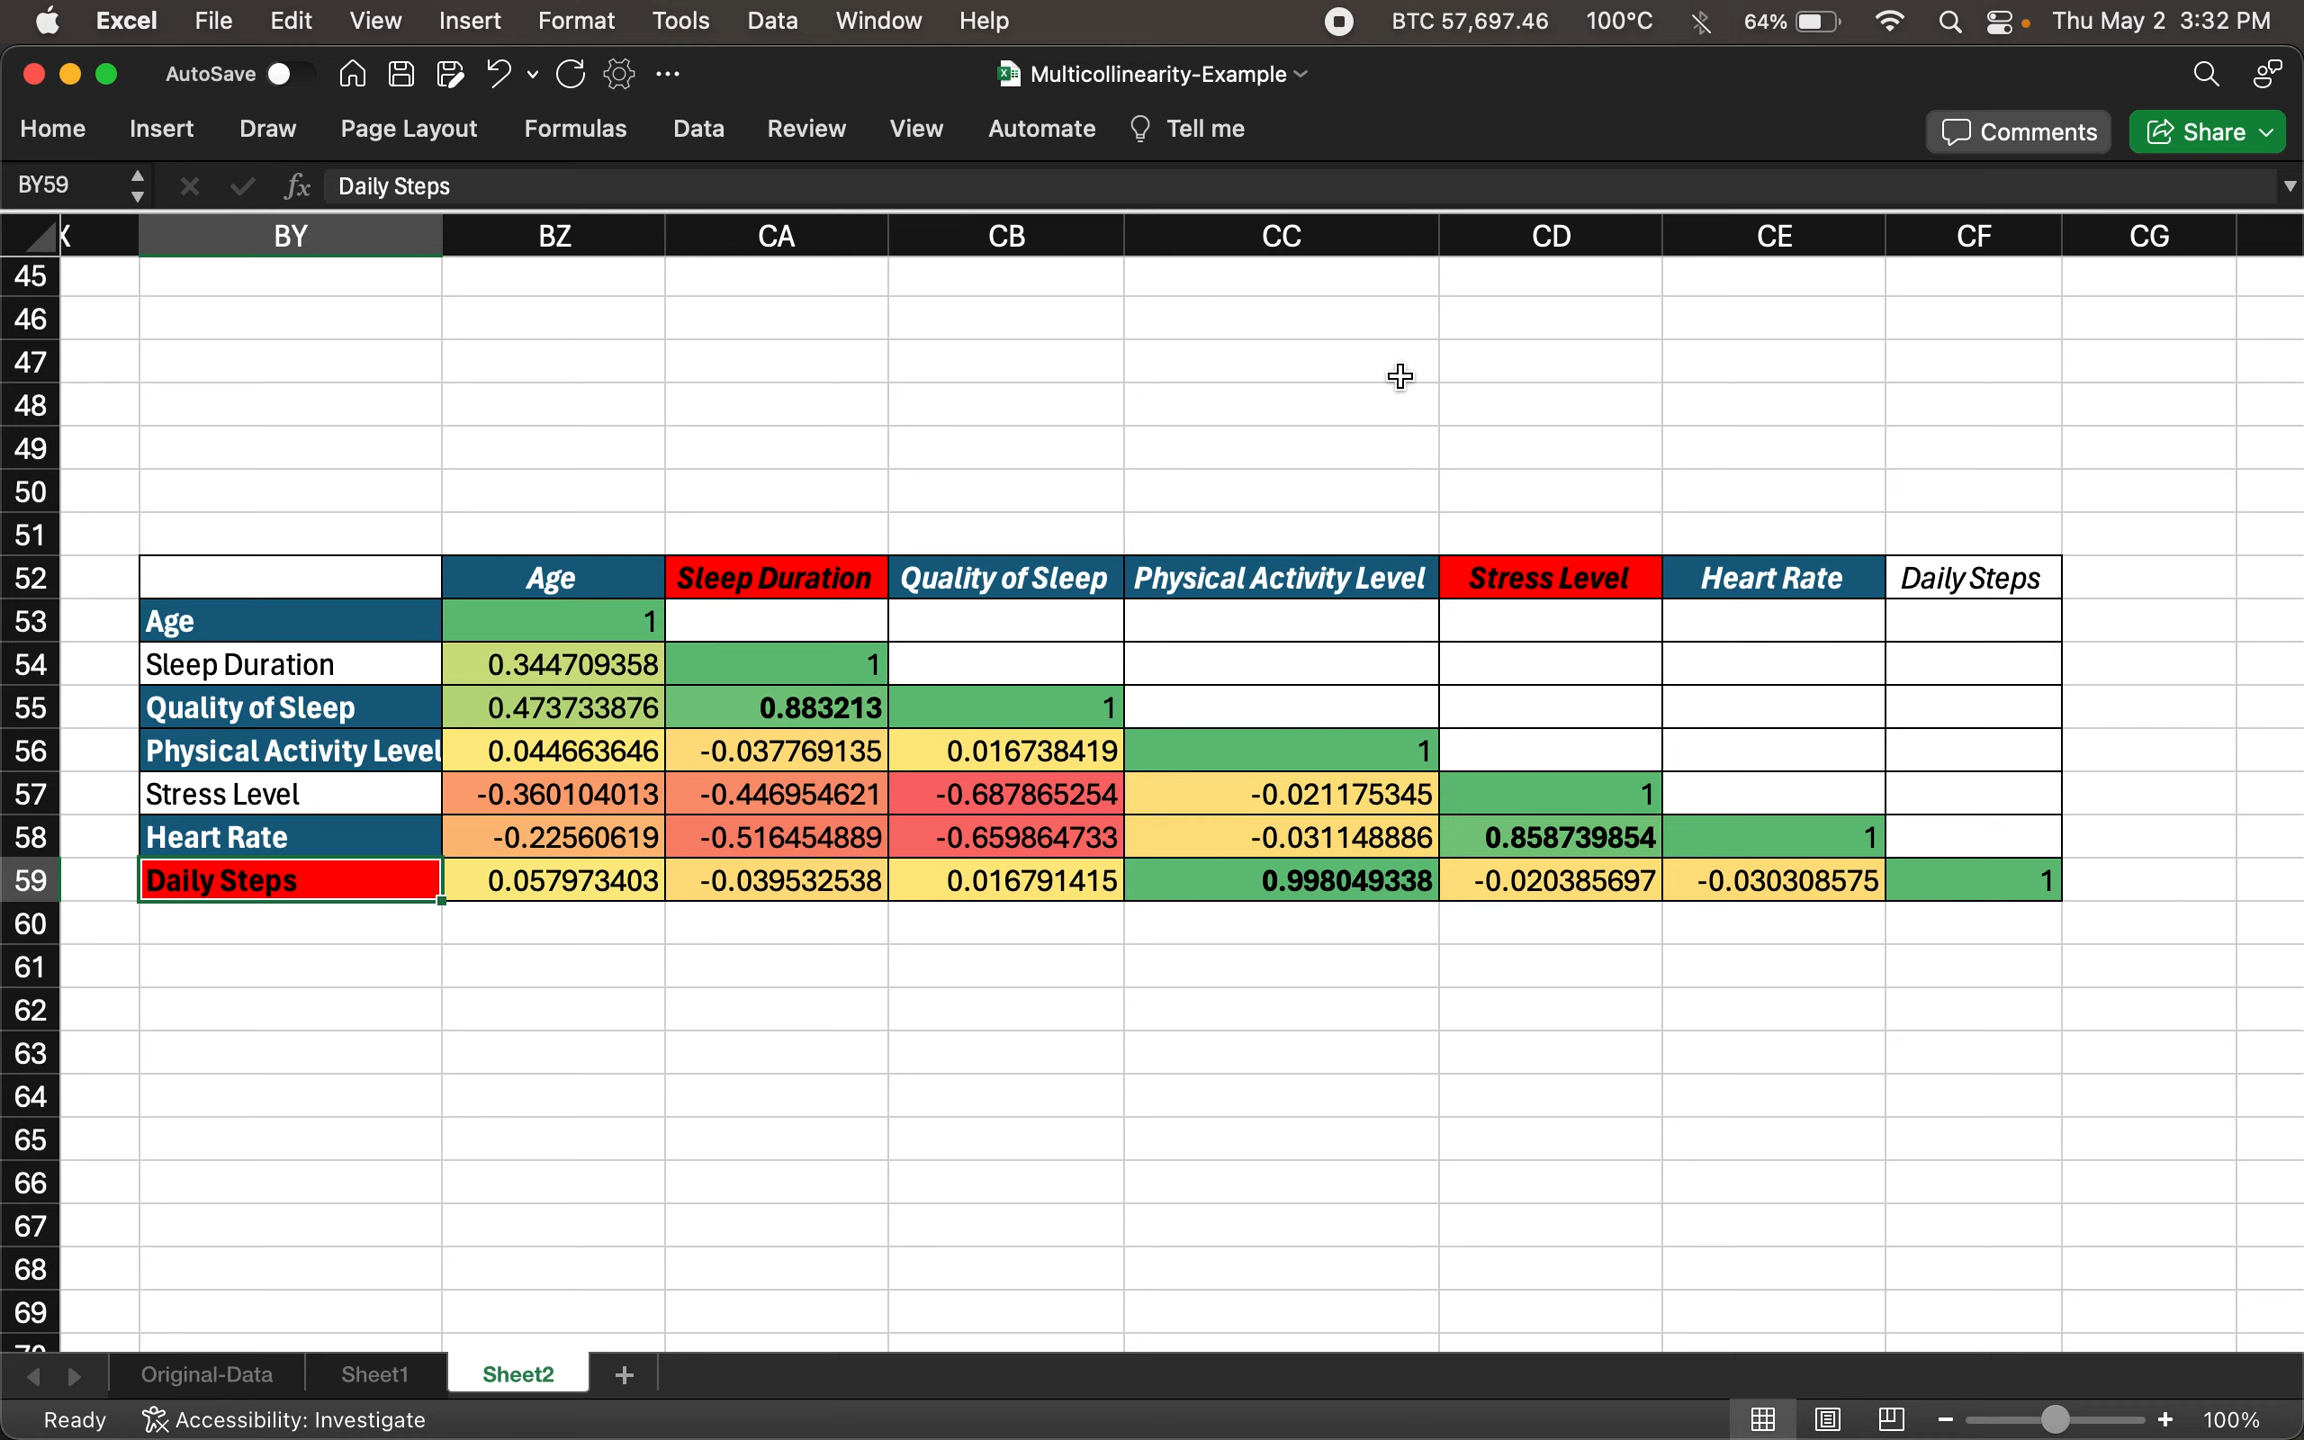 Excel File Edit View Insert Format Tools Data Window Help BTC 57,697.46 100°C 64% Thu May 2 3:32 PM
AutoSave Multicollinearity-Example
Home Insert Draw Page Layout Formulas Data Review View Automate Tell me Comments Share
BY59 fx Daily Steps
X BY BZ CA CB CC CD CE CF CG
45
46
47
48
49
50
51
52 Age Sleep Duration Quality of Sleep Physical Activity Level Stress Level Heart Rate Daily Steps
53 Age 1
54 Sleep Duration 0.344709358 1
55 Quality of Sleep 0.473733876 0.883213 1
56 Physical Activity Level 0.044663646 -0.037769135 0.016738419 1
57 Stress Level -0.360104013 -0.446954621 -0.687865254 -0.021175345 1
58 Heart Rate -0.22560619 -0.516454889 -0.659864733 -0.031148886 0.858739854 1
59 Daily Steps 0.057973403 -0.039532538 0.016791415 0.998049338 -0.020385697 -0.030308575 1
60
61
62
63
64
65
66
67
68
69
70
Original-Data Sheet1 Sheet2 +
Ready Accessibility: Investigate 100%